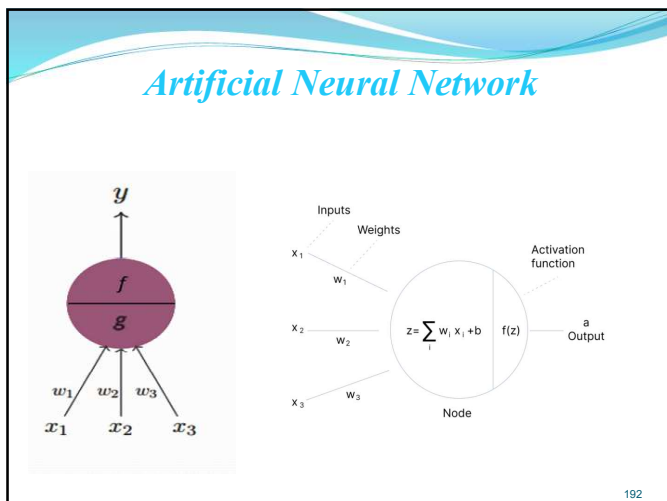 Artificial Neural Network
y
f
g
w1 w2 w3
x1 x2 x3
Inputs
Weights
x1
w1
x2
w2
x3
w3
z=∑i wi xi +b
f(z)
Node
Activation
function
a
Output
192